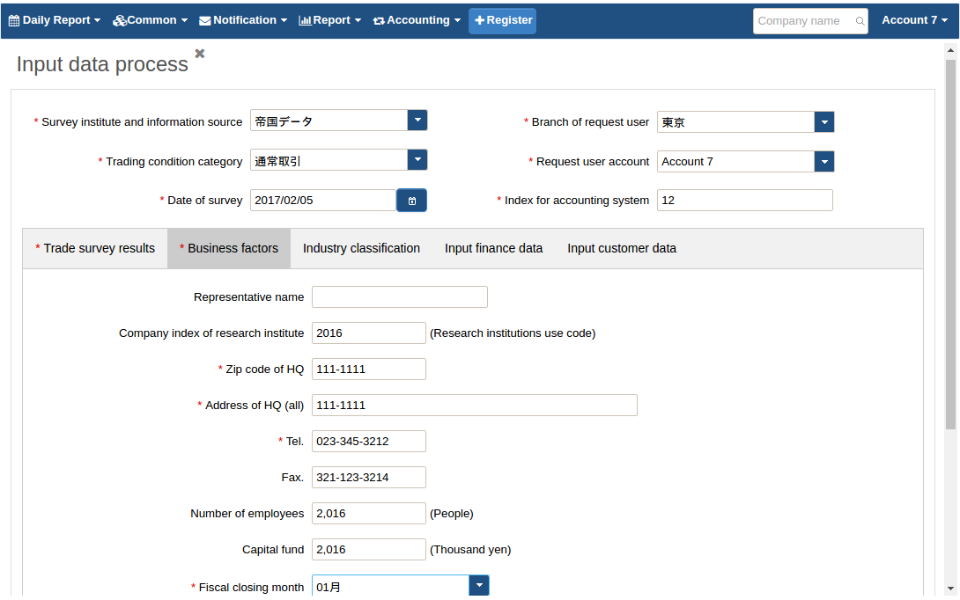 Daily Report Common Notification Report Accounting Register Company name Account 7
Input data process
* Survey institute and information source 帝国データ * Branch of request user 東京
* Trading condition category 通常取引 * Request user account Account 7
* Date of survey 2017/02/05 * Index for accounting system 12
* Trade survey results * Business factors Industry classification Input finance data Input customer data
Representative name
Company index of research institute 2016 (Research institutions use code)
* Zip code of HQ 111-1111
* Address of HQ (all) 111-1111
* Tel. 023-345-3212
Fax. 321-123-3214
Number of employees 2,016 (People)
Capital fund 2,016 (Thousand yen)
* Fiscal closing month 01月